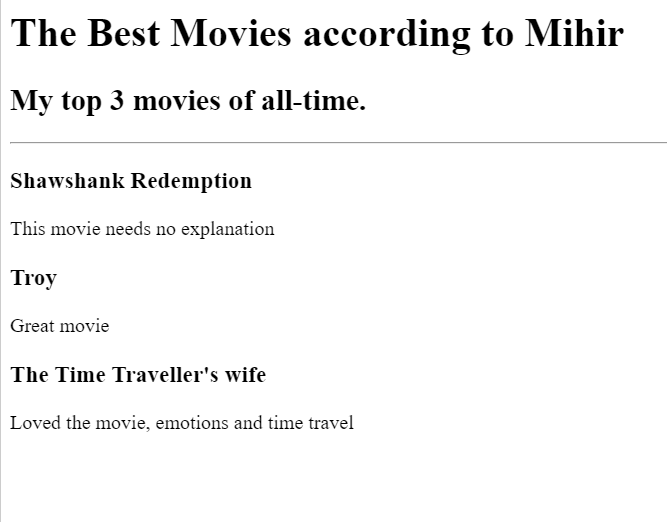 The Best Movies according to Mihir
My top 3 movies of all-time.
Shawshank Redemption
This movie needs no explanation
Troy
Great movie
The Time Traveller's wife
Loved the movie, emotions and time travel